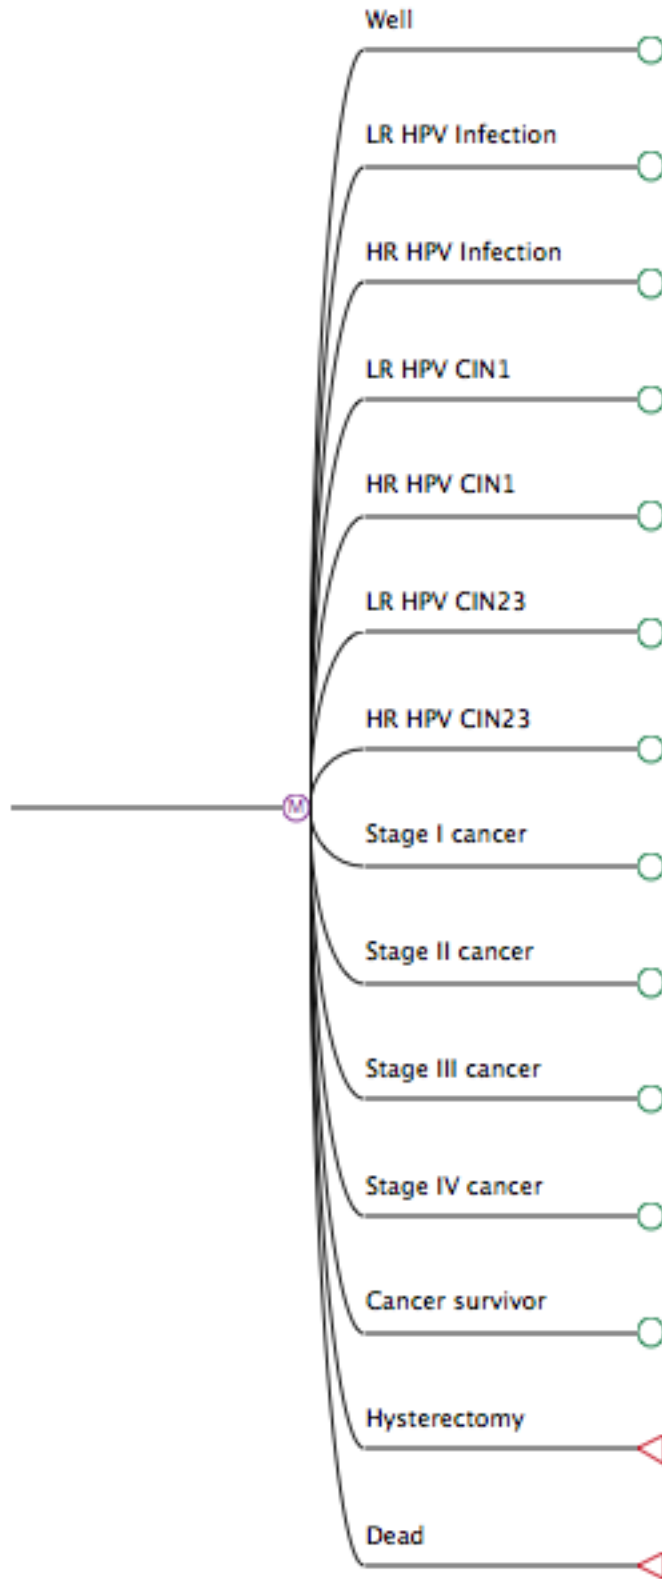 Well
LR HPV Infection
HR HPV Infection
LR HPV CIN1
HR HPV CIN1
LR HPV CIN23
HR HPV CIN23
M
Stage I cancer
Stage II cancer
Stage III cancer
Stage IV cancer
Cancer survivor
Hysterectomy
Dead